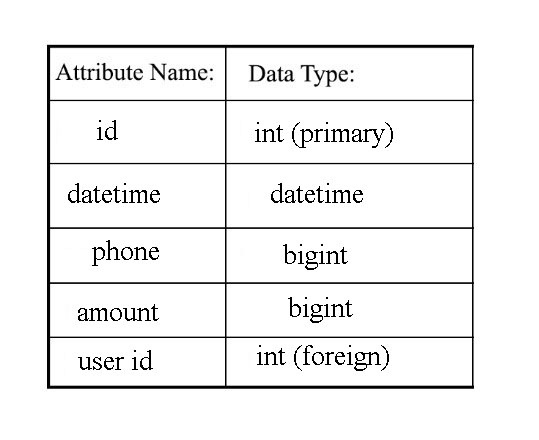 Attribute Name: Data Type:
id int (primary)
datetime datetime
phone bigint
amount bigint
user id int (foreign)